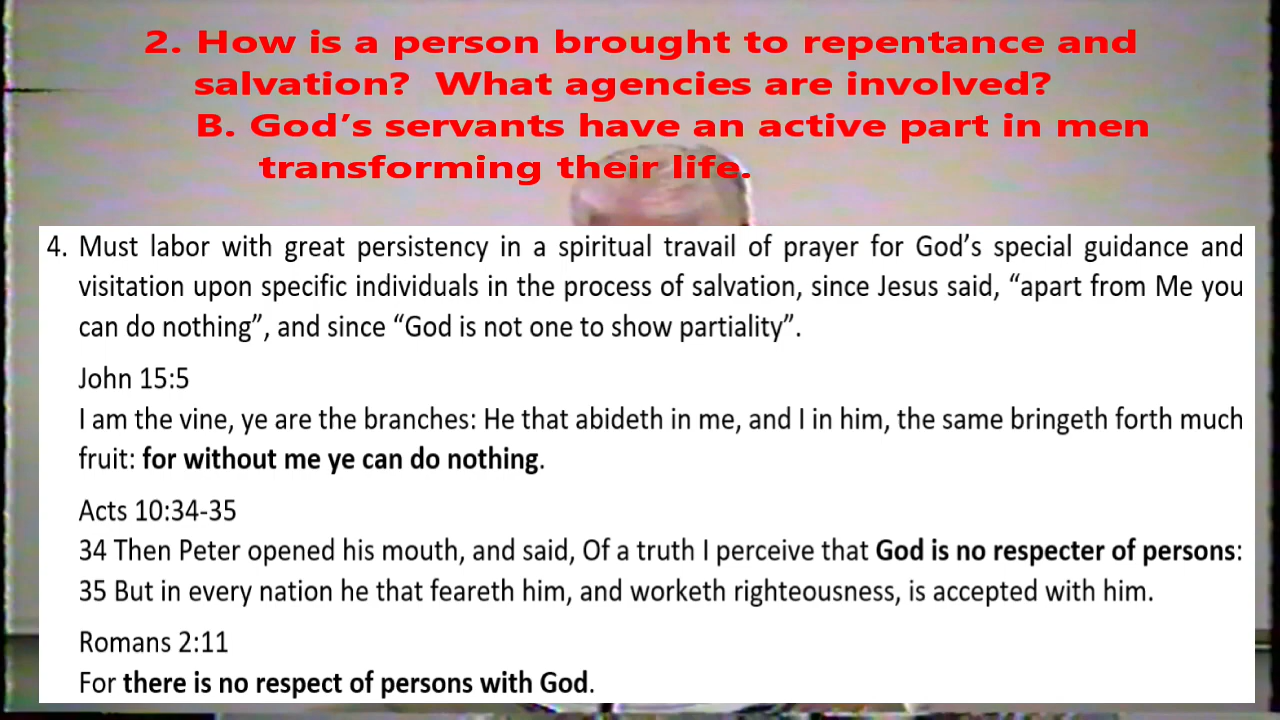 2. How is a person brought to repentance and
salvation? What agencies are involved?
B. God’s servants have an active part in men
transforming their life.
4. Must labor with great persistency in a spiritual travail of prayer for God’s special guidance and
visitation upon specific individuals in the process of salvation, since Jesus said, “apart from Me you
can do nothing”, and since “God is not one to show partiality”.
John 15:5
I am the vine, ye are the branches: He that abideth in me, and I in him, the same bringeth forth much
fruit: for without me ye can do nothing.
Acts 10:34-35
34 Then Peter opened his mouth, and said, Of a truth I perceive that God is no respecter of persons:
35 But in every nation he that feareth him, and worketh righteousness, is accepted with him.
Romans 2:11
For there is no respect of persons with God.